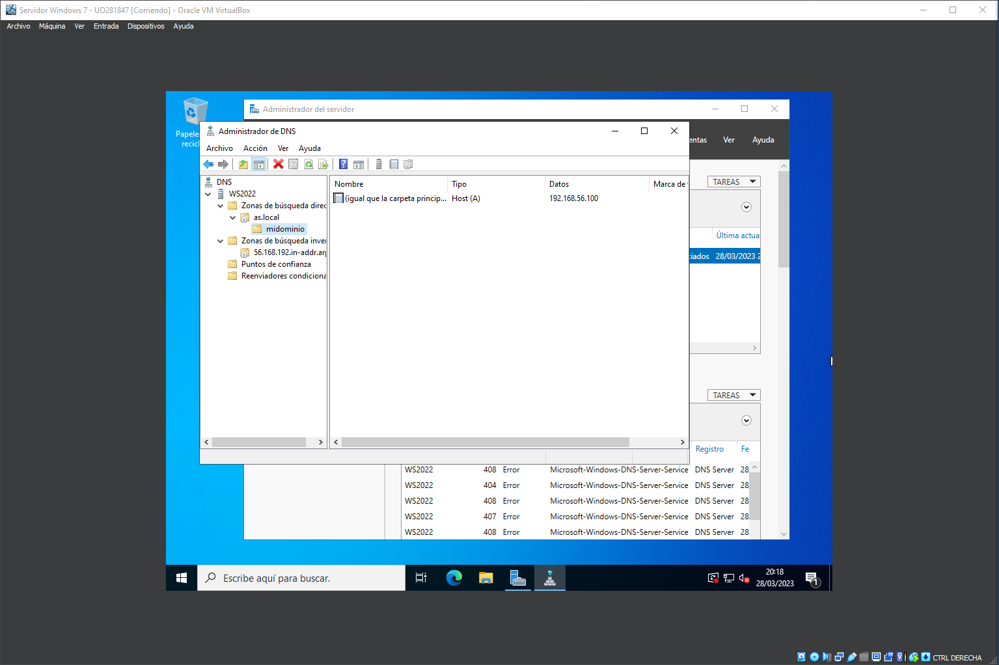 Servidor Windows 7 - UO281847 [Corriendo] - Oracle VM VirtualBox
Archivo Máquina Ver Entrada Dispositivos Ayuda
Administrador del servidor
Papele
recicl
Administrador de DNS
entas Ver Ayuda
Archivo Acción Ver Ayuda
DNS
WS2022
Zonas de búsqueda direc
as.local
midominio
Zonas de búsqueda inver
56.168.192.in-addr.arp
Puntos de confianza
Reenviadores condiciona
Nombre Tipo Datos Marca de
(igual que la carpeta princip... Host (A) 192.168.56.100
TAREAS
Última actua
ciados 28/03/2023 2
TAREAS
Registro Fe
WS2022 408 Error Microsoft-Windows-DNS-Server-Service DNS Server 28
WS2022 404 Error Microsoft-Windows-DNS-Server-Service DNS Server 28
WS2022 408 Error Microsoft-Windows-DNS-Server-Service DNS Server 28
WS2022 407 Error Microsoft-Windows-DNS-Server-Service DNS Server 28
WS2022 408 Error Microsoft-Windows-DNS-Server-Service DNS Server 28
Escribe aquí para buscar.
20:18
28/03/2023
1
CTRL DERECHA